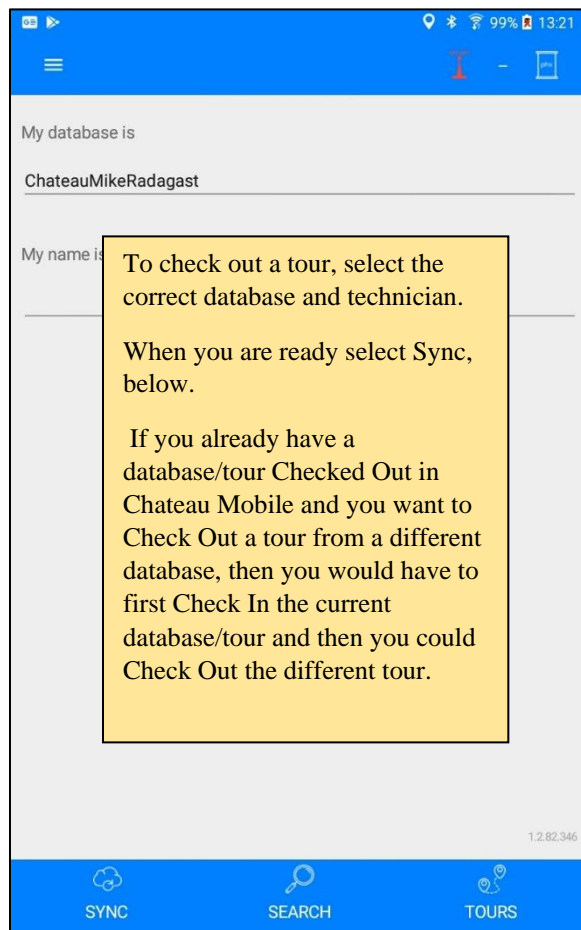 99% 13:21
My database is
ChateauMikeRadagast
My name is
To check out a tour, select the
correct database and technician.
When you are ready select Sync,
below.
If you already have a
database/tour Checked Out in
Chateau Mobile and you want to
Check Out a tour from a different
database, then you would have to
first Check In the current
database/tour and then you could
Check Out the different tour.
1.2.82.346
SYNC SEARCH TOURS